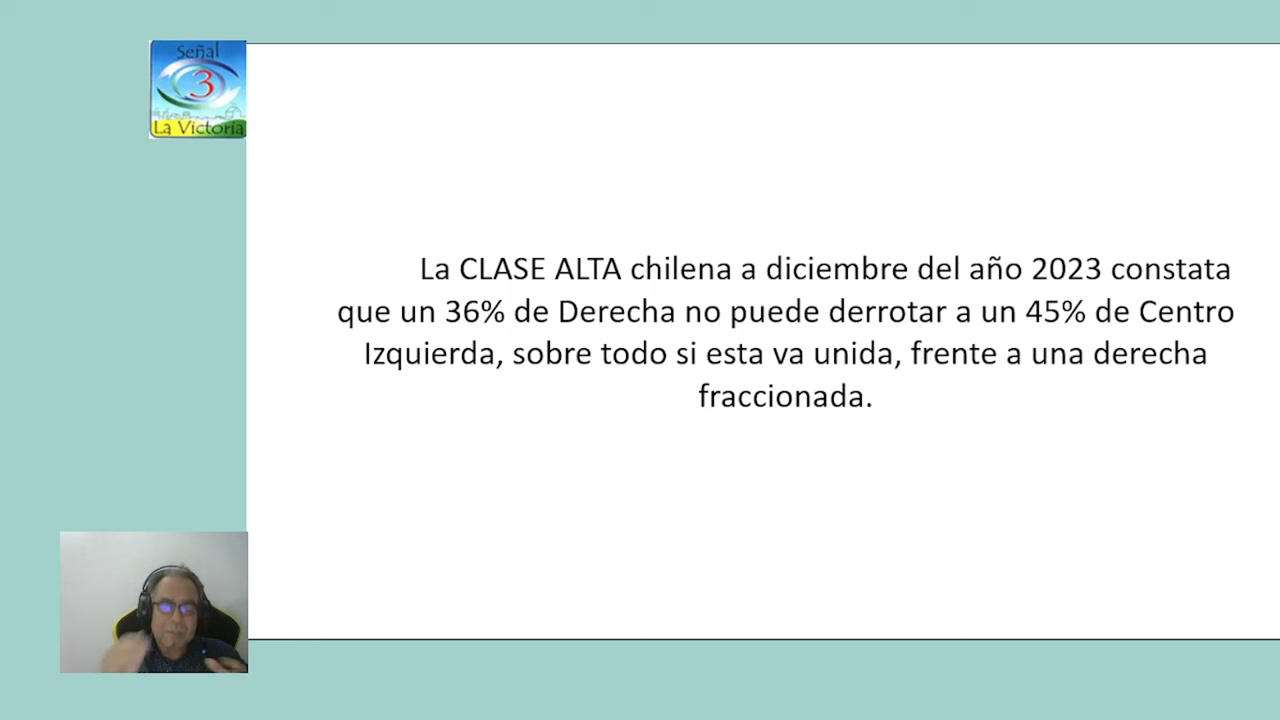 Señal
3
La Victoria
La CLASE ALTA chilena a diciembre del año 2023 constata
que un 36% de Derecha no puede derrotar a un 45% de Centro
Izquierda, sobre todo si esta va unida, frente a una derecha
fraccionada.